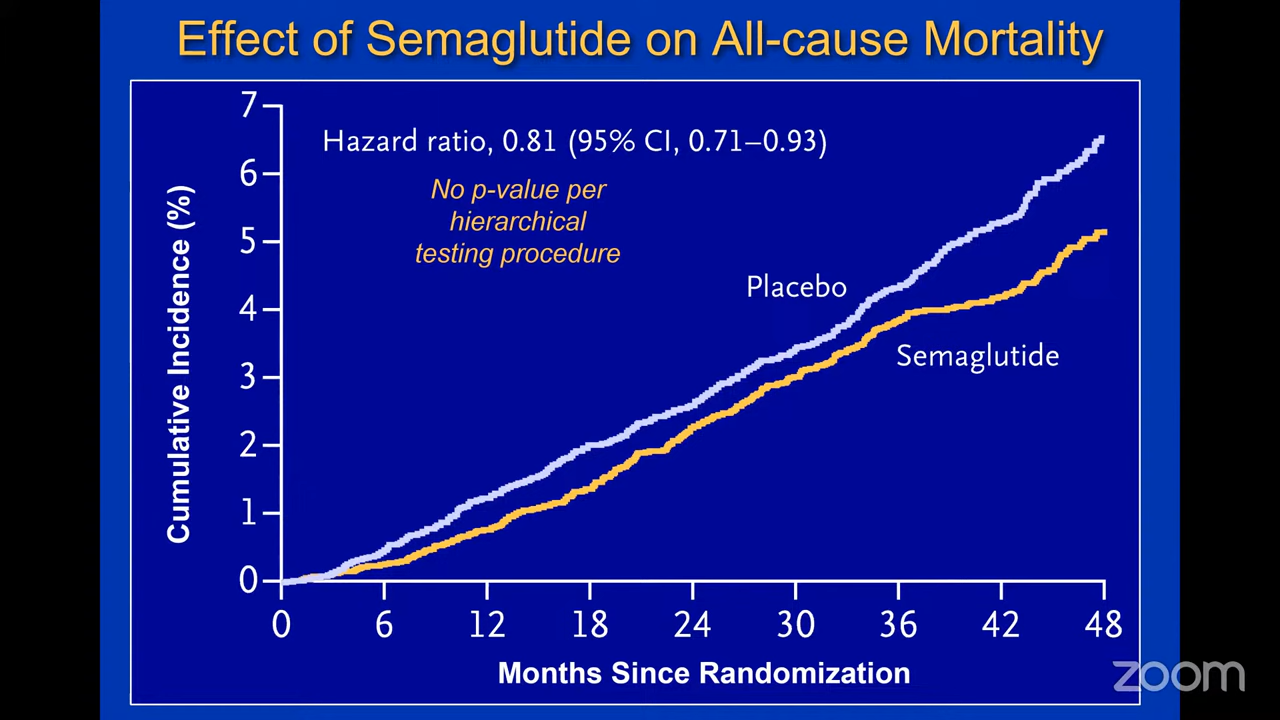 Effect of Semaglutide on All-cause Mortality
7
6
5
4
3
2
1
0
Cumulative Incidence (%)
Hazard ratio, 0.81 (95% CI, 0.71–0.93)
No p-value per
hierarchical
testing procedure
Placebo
Semaglutide
0 6 12 18 24 30 36 42 48
Months Since Randomization
zoom